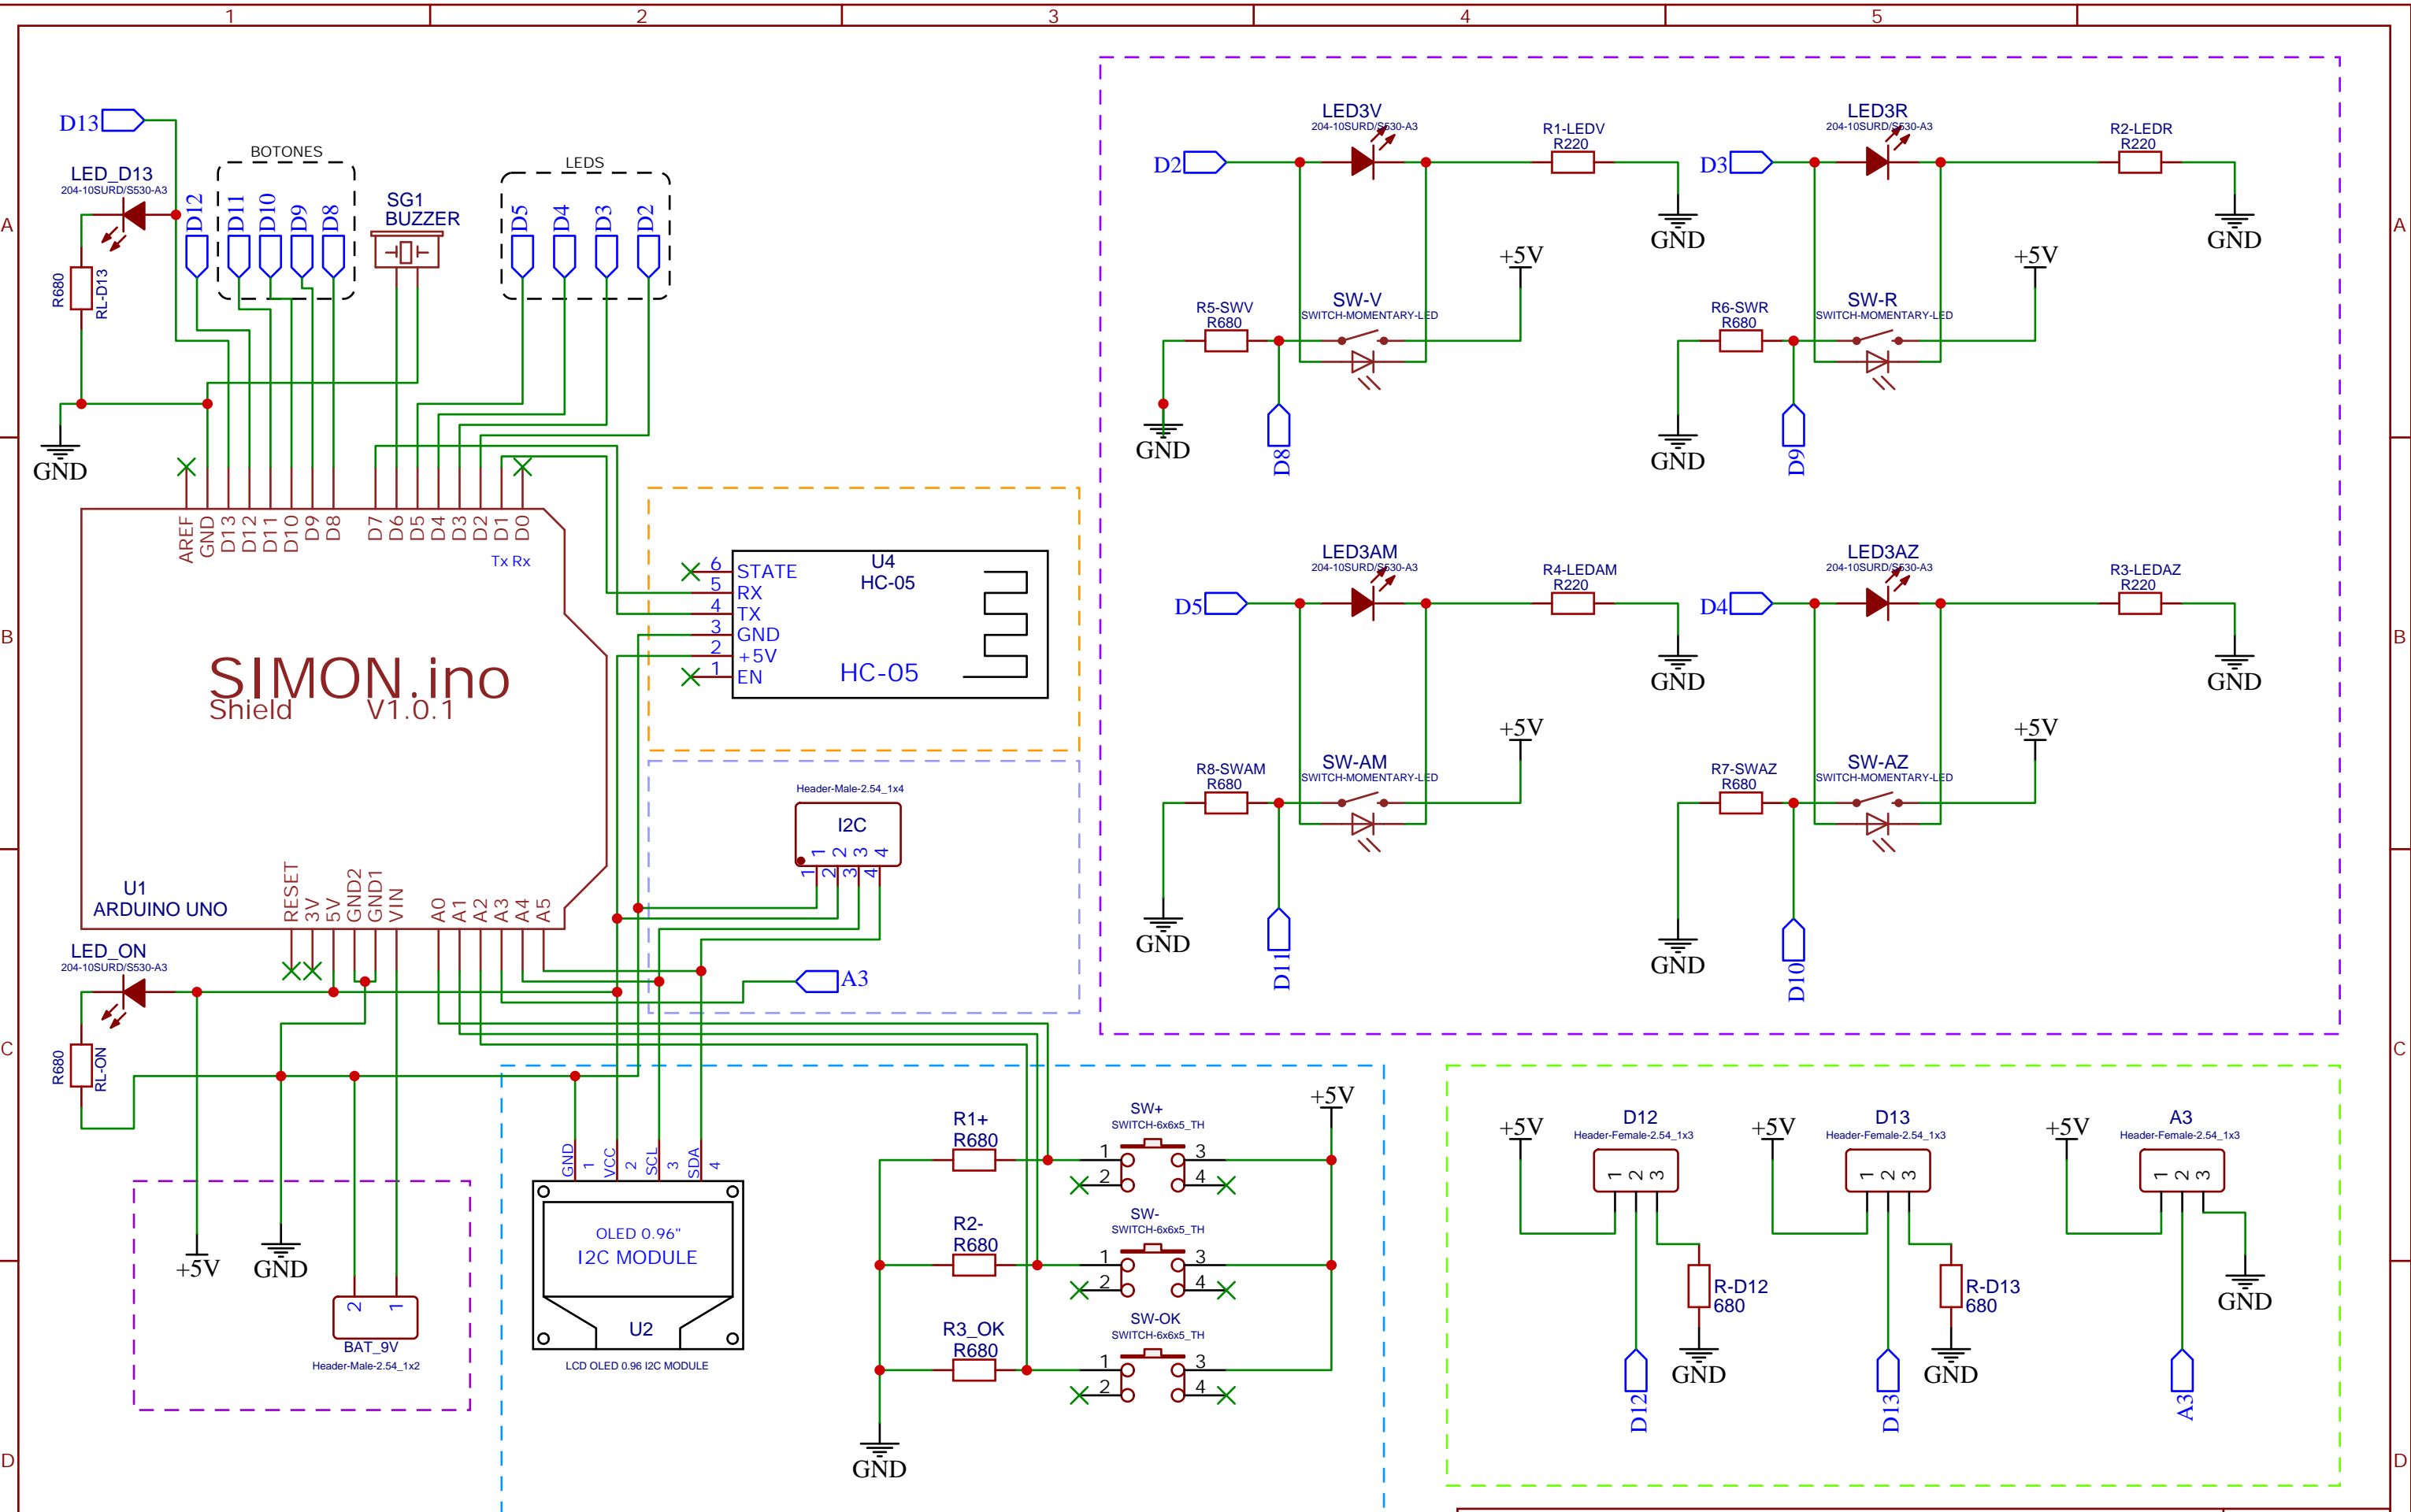 1 2 3 4 5
A
B
C
D
A
B
C
D
D13
LED_D13
204-10SURD/S530-A3
R680
RL-D13
BOTONES
D12
D11
D10
D9
D8
SG1
BUZZER
LEDS
D5
D4
D3
D2
GND
AREF
GND
D13
D12
D11
D10
D9
D8
D7
D6
D5
D4
D3
D2
D1
D0
Tx Rx
SIMON.ino
Shield V1.0.1
U1
ARDUINO UNO
RESET
3V
5V
GND2
GND1
VIN
A0
A1
A2
A3
A4
A5
6 STATE
5 RX
4 TX
3 GND
2 +5V
1 EN
U4
HC-05
HC-05
Header-Male-2.54_1x4
I2C
1 2 3 4
1 2 3 4
A3
LED_ON
204-10SURD/S530-A3
R680
RL-ON
+5V
GND
2 1
BAT_9V
Header-Male-2.54_1x2
GND 1
VCC 2
SCL 3
SDA 4
OLED 0.96"
I2C MODULE
U2
LCD OLED 0.96 I2C MODULE
R1+
R680
SW+
SWITCH-6x6x5_TH
1 3
2 4
R2-
R680
SW-
SWITCH-6x6x5_TH
1 3
2 4
R3_OK
R680
SW-OK
SWITCH-6x6x5_TH
1 3
2 4
+5V
GND
LED3V
204-10SURD/S530-A3
R1-LEDV
R220
D2
GND
+5V
R5-SWV
R680
SW-V
SWITCH-MOMENTARY-LED
GND
D8
LED3R
204-10SURD/S530-A3
R2-LEDR
R220
D3
GND
+5V
R6-SWR
R680
SW-R
SWITCH-MOMENTARY-LED
GND
D9
LED3AM
204-10SURD/S530-A3
R4-LEDAM
R220
D5
GND
+5V
R8-SWAM
R680
SW-AM
SWITCH-MOMENTARY-LED
GND
D11
LED3AZ
204-10SURD/S530-A3
R3-LEDAZ
R220
D4
GND
+5V
R7-SWAZ
R680
SW-AZ
SWITCH-MOMENTARY-LED
GND
D10
+5V
D12
Header-Female-2.54_1x3
1 2 3
R-D12
680
GND
D12
+5V
D13
Header-Female-2.54_1x3
1 2 3
R-D13
680
GND
D13
+5V
A3
Header-Female-2.54_1x3
1 2 3
GND
A3